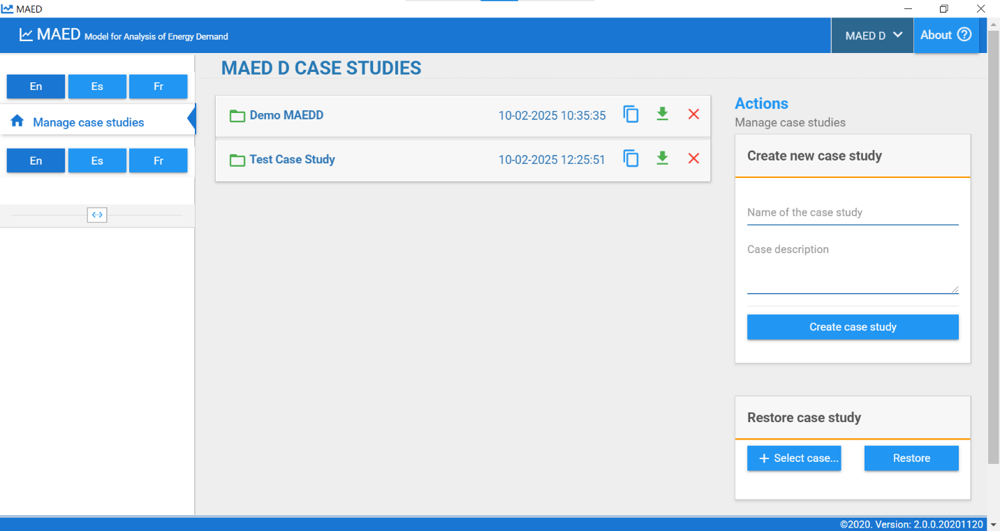 MAED
MAED Model for Analysis of Energy Demand
MAED D
About
En Es Fr
Manage case studies
En Es Fr
MAED D CASE STUDIES
Demo MAEDD 10-02-2025 10:35:35
Test Case Study 10-02-2025 12:25:51
Actions
Manage case studies
Create new case study
Name of the case study
Case description
Create case study
Restore case study
+ Select case... Restore
©2020. Version: 2.0.0.20201120